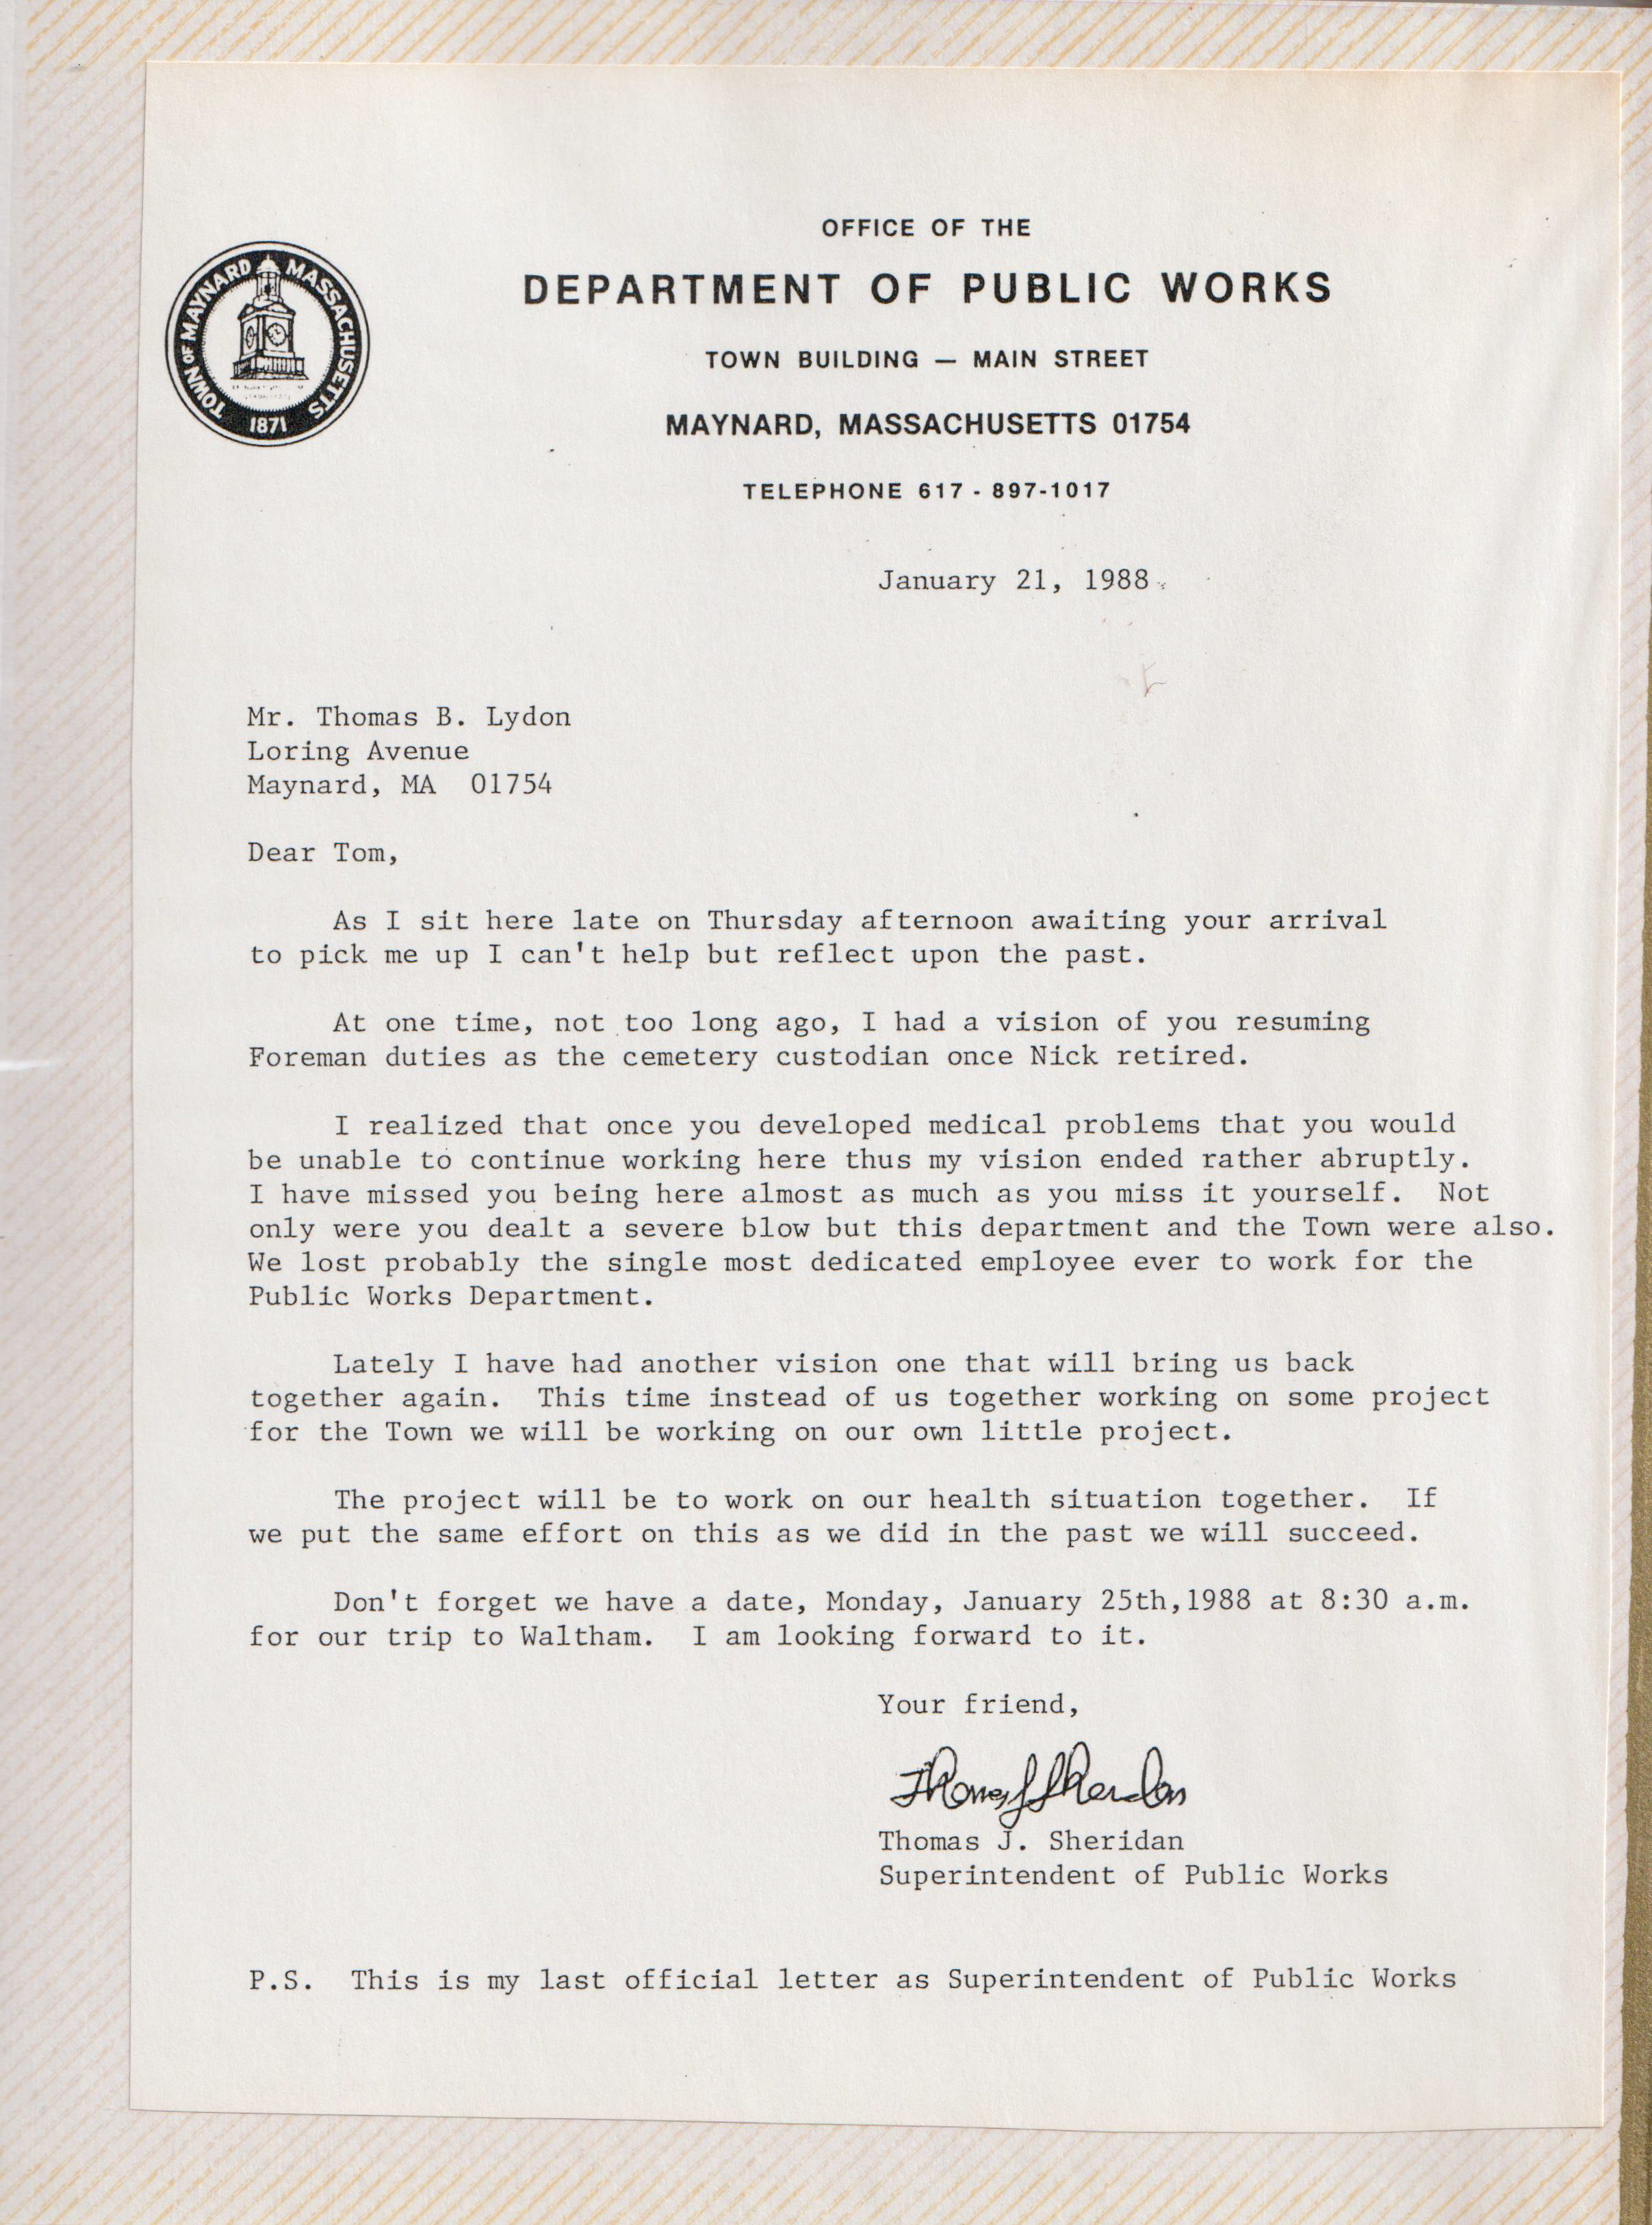 OFFICE OF THE
DEPARTMENT OF PUBLIC WORKS
TOWN BUILDING — MAIN STREET
MAYNARD, MASSACHUSETTS 01754
TELEPHONE 617 - 897-1017
TOWN OF MAYNARD MASSACHUSETTS
1871
January 21, 1988
Mr. Thomas B. Lydon
Loring Avenue
Maynard, MA  01754
Dear Tom,
As I sit here late on Thursday afternoon awaiting your arrival
to pick me up I can't help but reflect upon the past.
At one time, not too long ago, I had a vision of you resuming
Foreman duties as the cemetery custodian once Nick retired.
I realized that once you developed medical problems that you would
be unable to continue working here thus my vision ended rather abruptly.
I have missed you being here almost as much as you miss it yourself.  Not
only were you dealt a severe blow but this department and the Town were also.
We lost probably the single most dedicated employee ever to work for the
Public Works Department.
Lately I have had another vision one that will bring us back
together again.  This time instead of us together working on some project
for the Town we will be working on our own little project.
The project will be to work on our health situation together.  If
we put the same effort on this as we did in the past we will succeed.
Don't forget we have a date, Monday, January 25th,1988 at 8:30 a.m.
for our trip to Waltham.  I am looking forward to it.
Your friend,
Thomas J Sheridan
Thomas J. Sheridan
Superintendent of Public Works
P.S.  This is my last official letter as Superintendent of Public Works